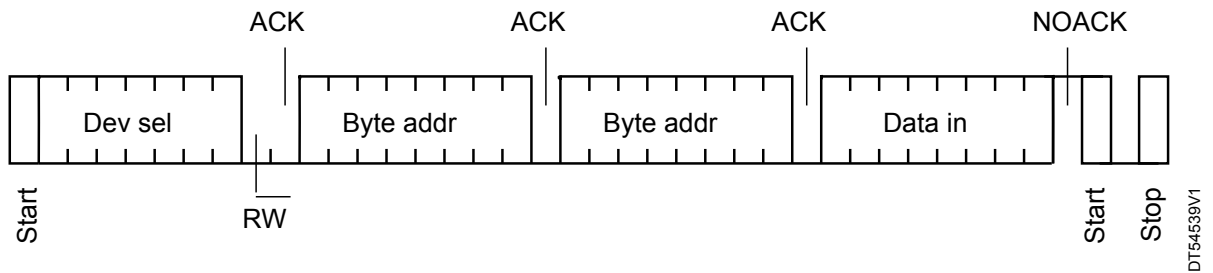 ACK ACK ACK NOACK
Dev sel Byte addr Byte addr Data in
RW
Start Start Stop
DT54539V1